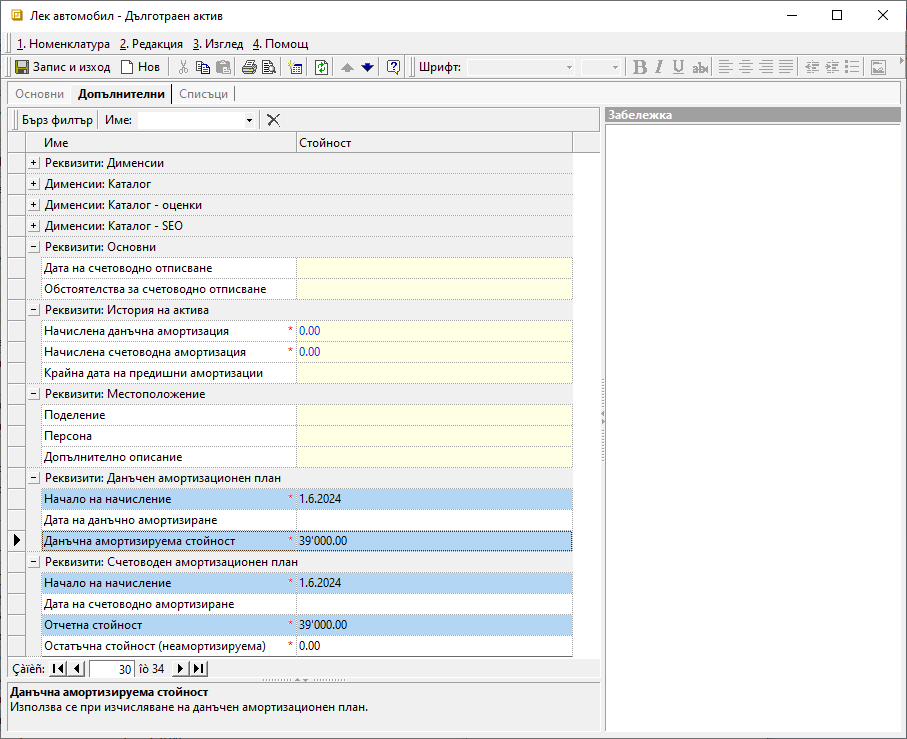 Лек автомобил - Дълготраен актив
1. Номенклатура 2. Редакция 3. Изглед 4. Помощ
Запис и изход Нов Шрифт: B I U ab
Основни Допълнителни Списъци
Бърз филтър Име:
Забележка
Име Стойност
Реквизити: Дименсии
Дименсии: Каталог
Дименсии: Каталог - оценки
Дименсии: Каталог - SEO
Реквизити: Основни
Дата на счетоводно отписване
Обстоятелства за счетоводно отписване
Реквизити: История на актива
Начислена данъчна амортизация * 0.00
Начислена счетоводна амортизация * 0.00
Крайна дата на предишни амортизации
Реквизити: Местоположение
Поделение
Персона
Допълнително описание
Реквизити: Данъчен амортизационен план
Начало на начисление * 1.6.2024
Дата на данъчно амортизиране
Данъчна амортизируема стойност * 39'000.00
Реквизити: Счетоводен амортизационен план
Начало на начисление * 1.6.2024
Дата на счетоводно амортизиране
Отчетна стойност * 39'000.00
Остатъчна стойност (неамортизируема) * 0.00
Çàïèñ: 30 îò 34
Данъчна амортизируема стойност
Използва се при изчисляване на данъчен амортизационен план.